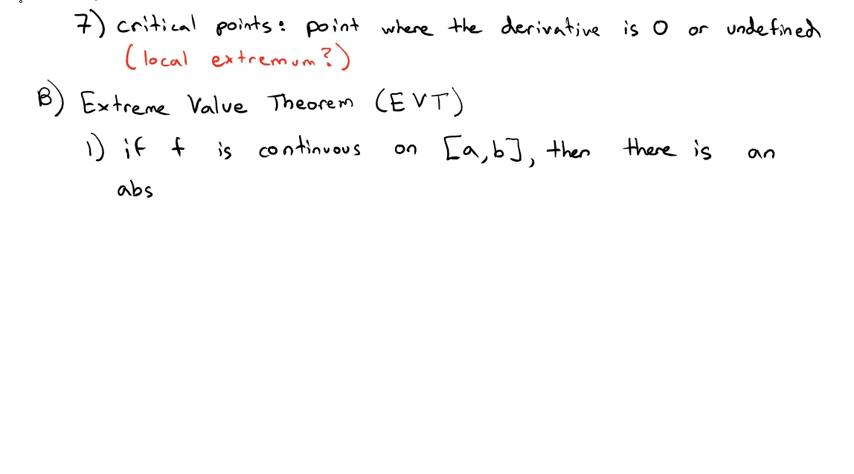 7) critical points: point where the derivative is 0 or undefined
(local extremum?)
B) Extreme Value Theorem (EVT)
1) if f is continuous on [a,b], then there is an
abs